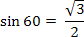 sin 60 = √3/2